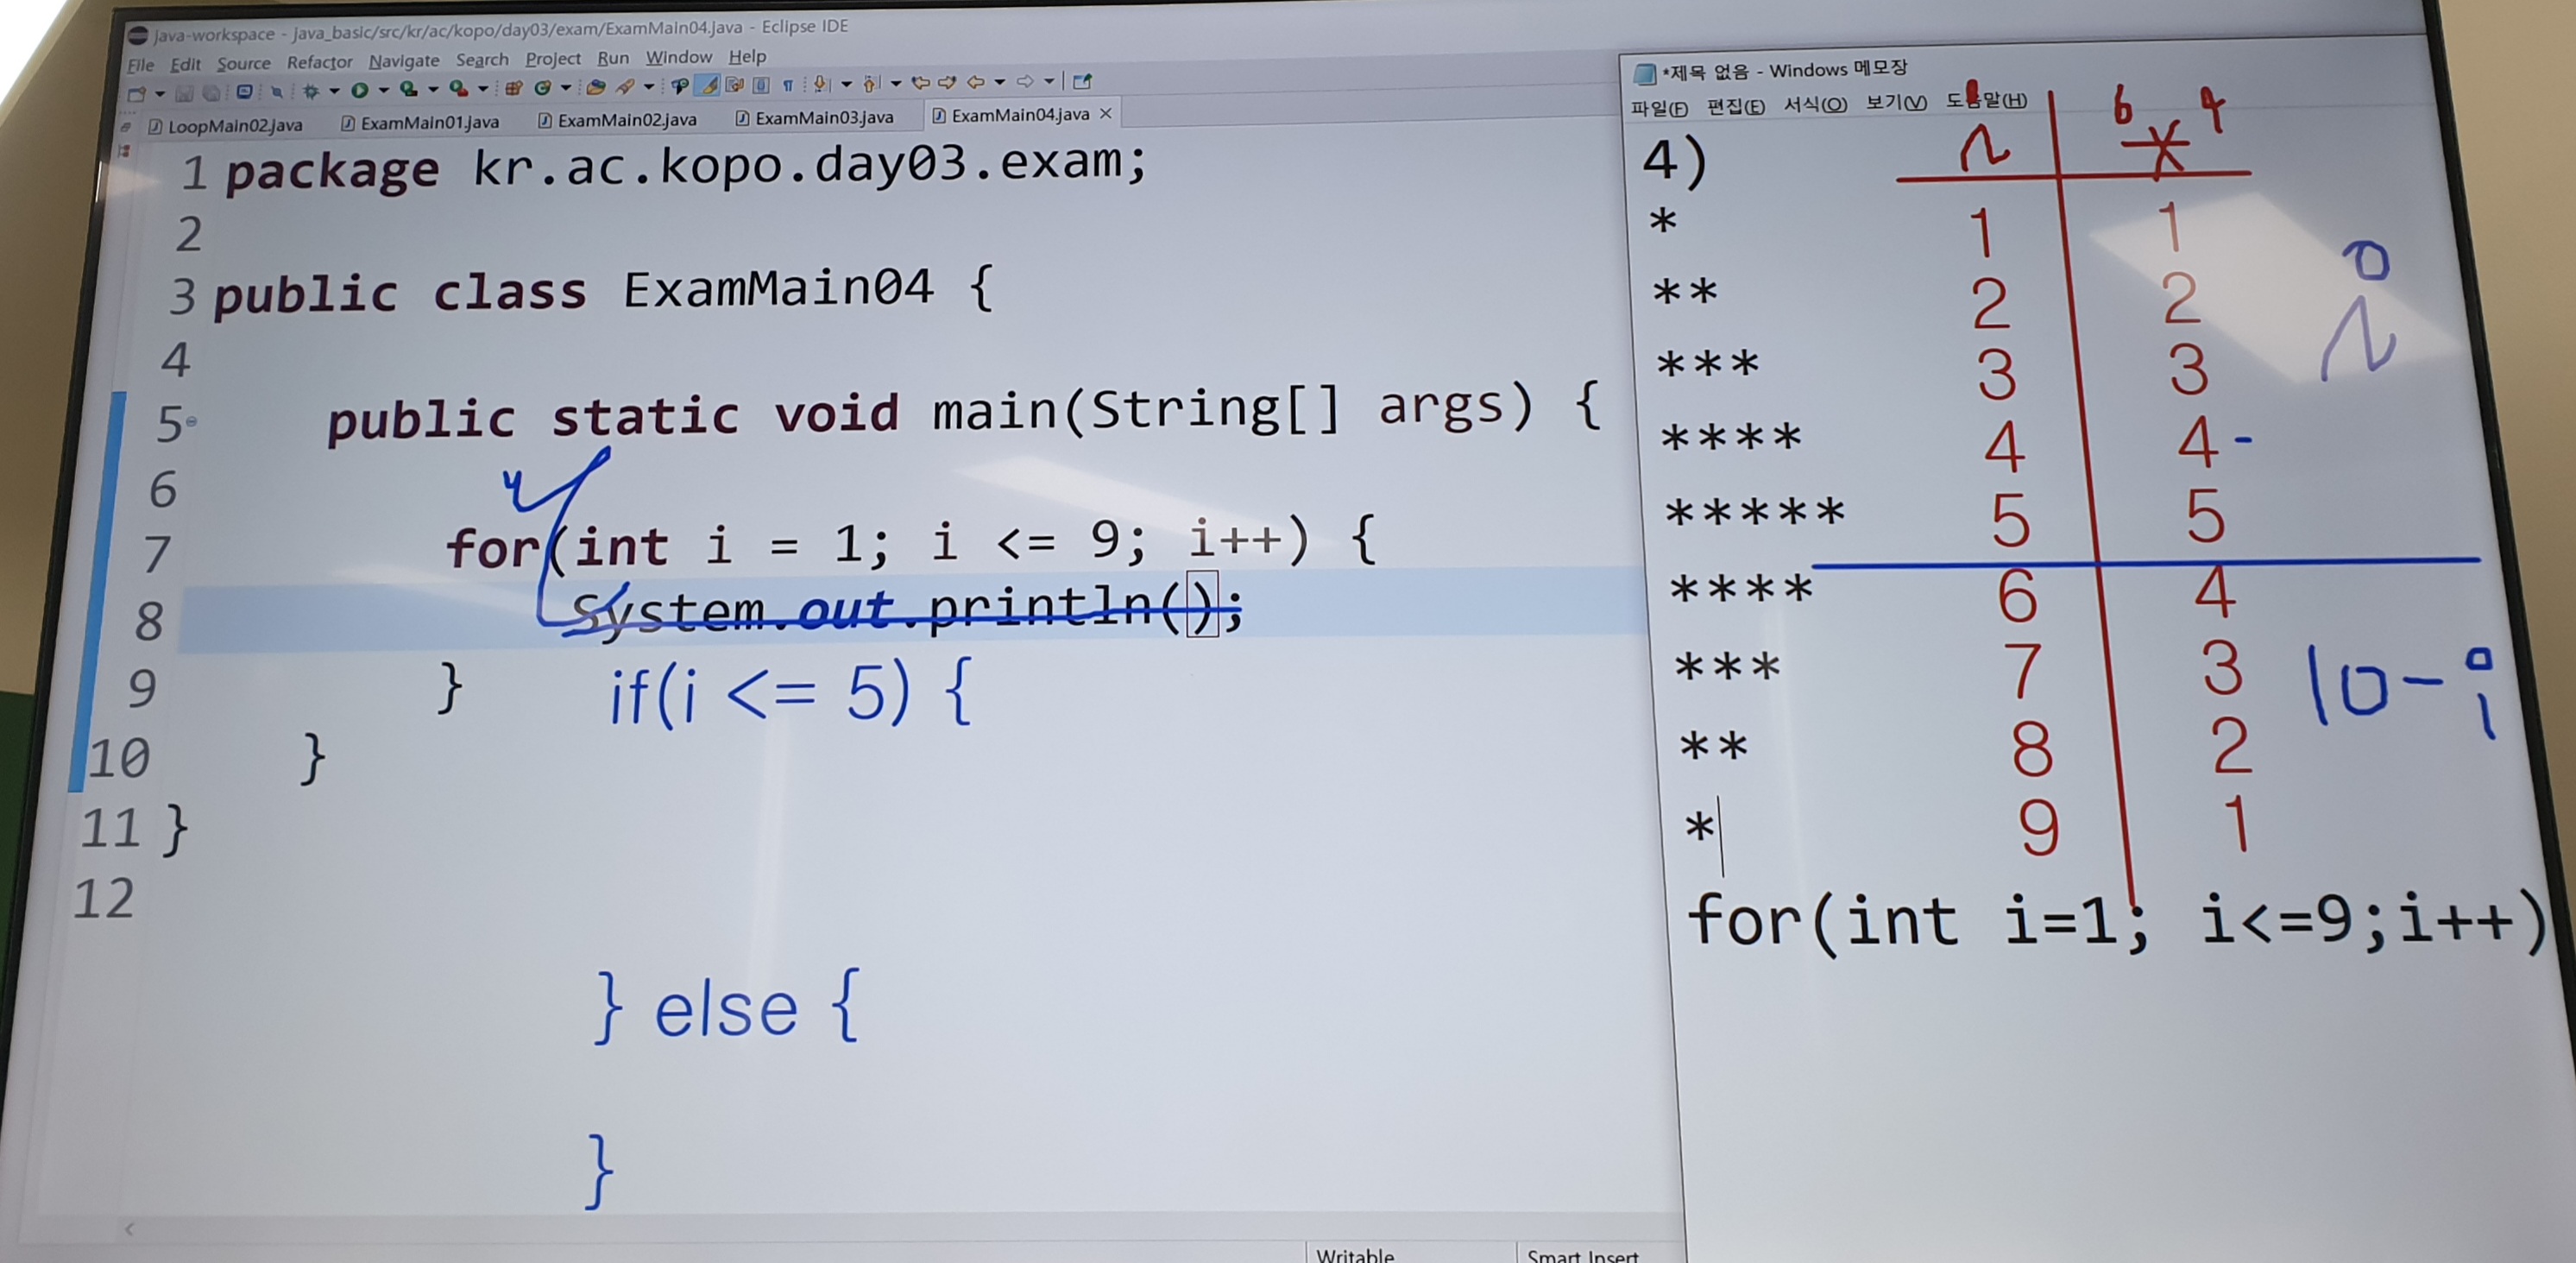 java-workspace - java_basic/src/kr/ac/kopo/day03/exam/ExamMain04.java - Eclipse IDE
File Edit Source Refactor Navigate Search Project Run Window Help
LoopMain02.java ExamMain01.java ExamMain02.java ExamMain03.java ExamMain04.java
1 package kr.ac.kopo.day03.exam;
2
3 public class ExamMain04 {
4
5 public static void main(String[] args) {
6
7 for(int i = 1; i <= 9; i++) {
8 System.out.println();
9 }
if(i <= 5) {
10 }
11 }
12
} else {
}
Writable Smart Insert
*제목 없음 - Windows 메모장
파일(F) 편집(E) 서식(O) 보기(V) 도움말(H)
4) i * 6 4
* 1 1
** 2 2
*** 3 3 i
**** 4 4 -
***** 5 5
**** 6 4
*** 7 3 10-i
** 8 2
* 9 1
for(int i=1; i<=9;i++)